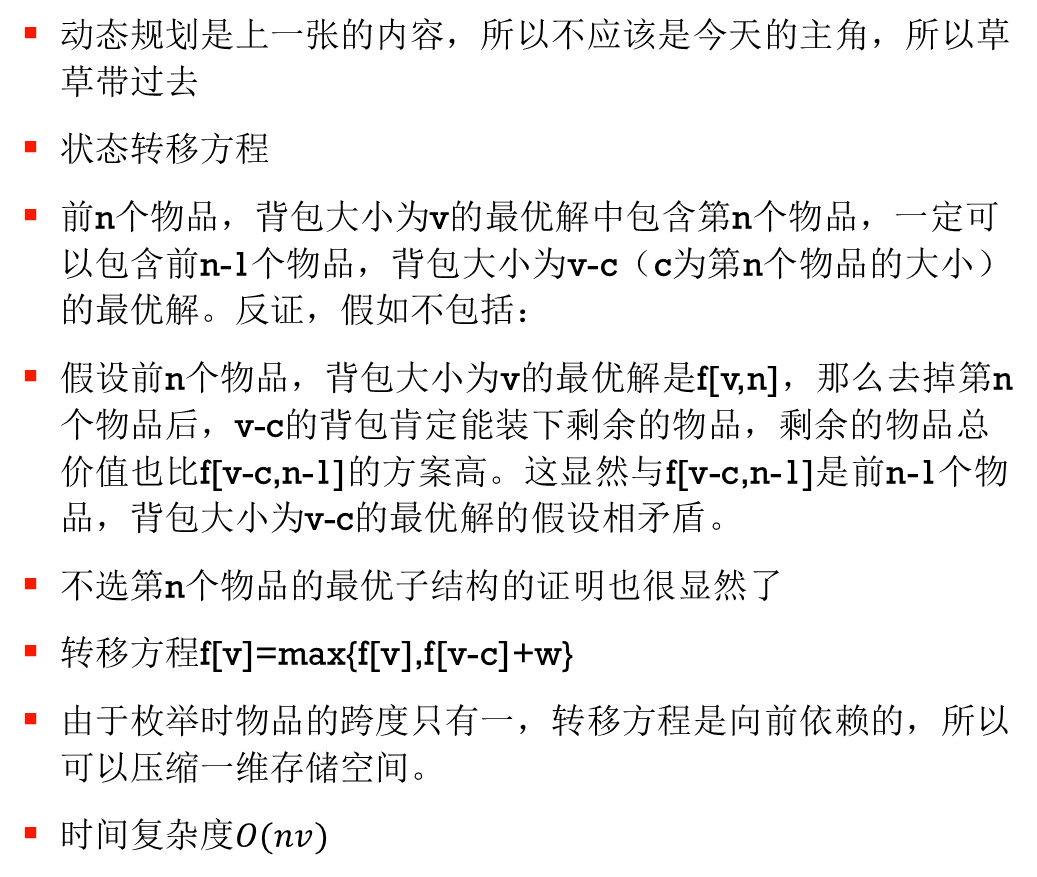 ▪ 动态规划是上一张的内容，所以不应该是今天的主角，所以草
草带过去
▪ 状态转移方程
▪ 前n个物品，背包大小为v的最优解中包含第n个物品，一定可
以包含前n-1个物品，背包大小为v-c（c为第n个物品的大小）
的最优解。反证，假如不包括：
▪ 假设前n个物品，背包大小为v的最优解是f[v,n]，那么去掉第n
个物品后，v-c的背包肯定能装下剩余的物品，剩余的物品总
价值也比f[v-c,n-1]的方案高。这显然与f[v-c,n-1]是前n-1个物
品，背包大小为v-c的最优解的假设相矛盾。
▪ 不选第n个物品的最优子结构的证明也很显然了
▪ 转移方程f[v]=max{f[v],f[v-c]+w}
▪ 由于枚举时物品的跨度只有一，转移方程是向前依赖的，所以
可以压缩一维存储空间。
▪ 时间复杂度O(nv)